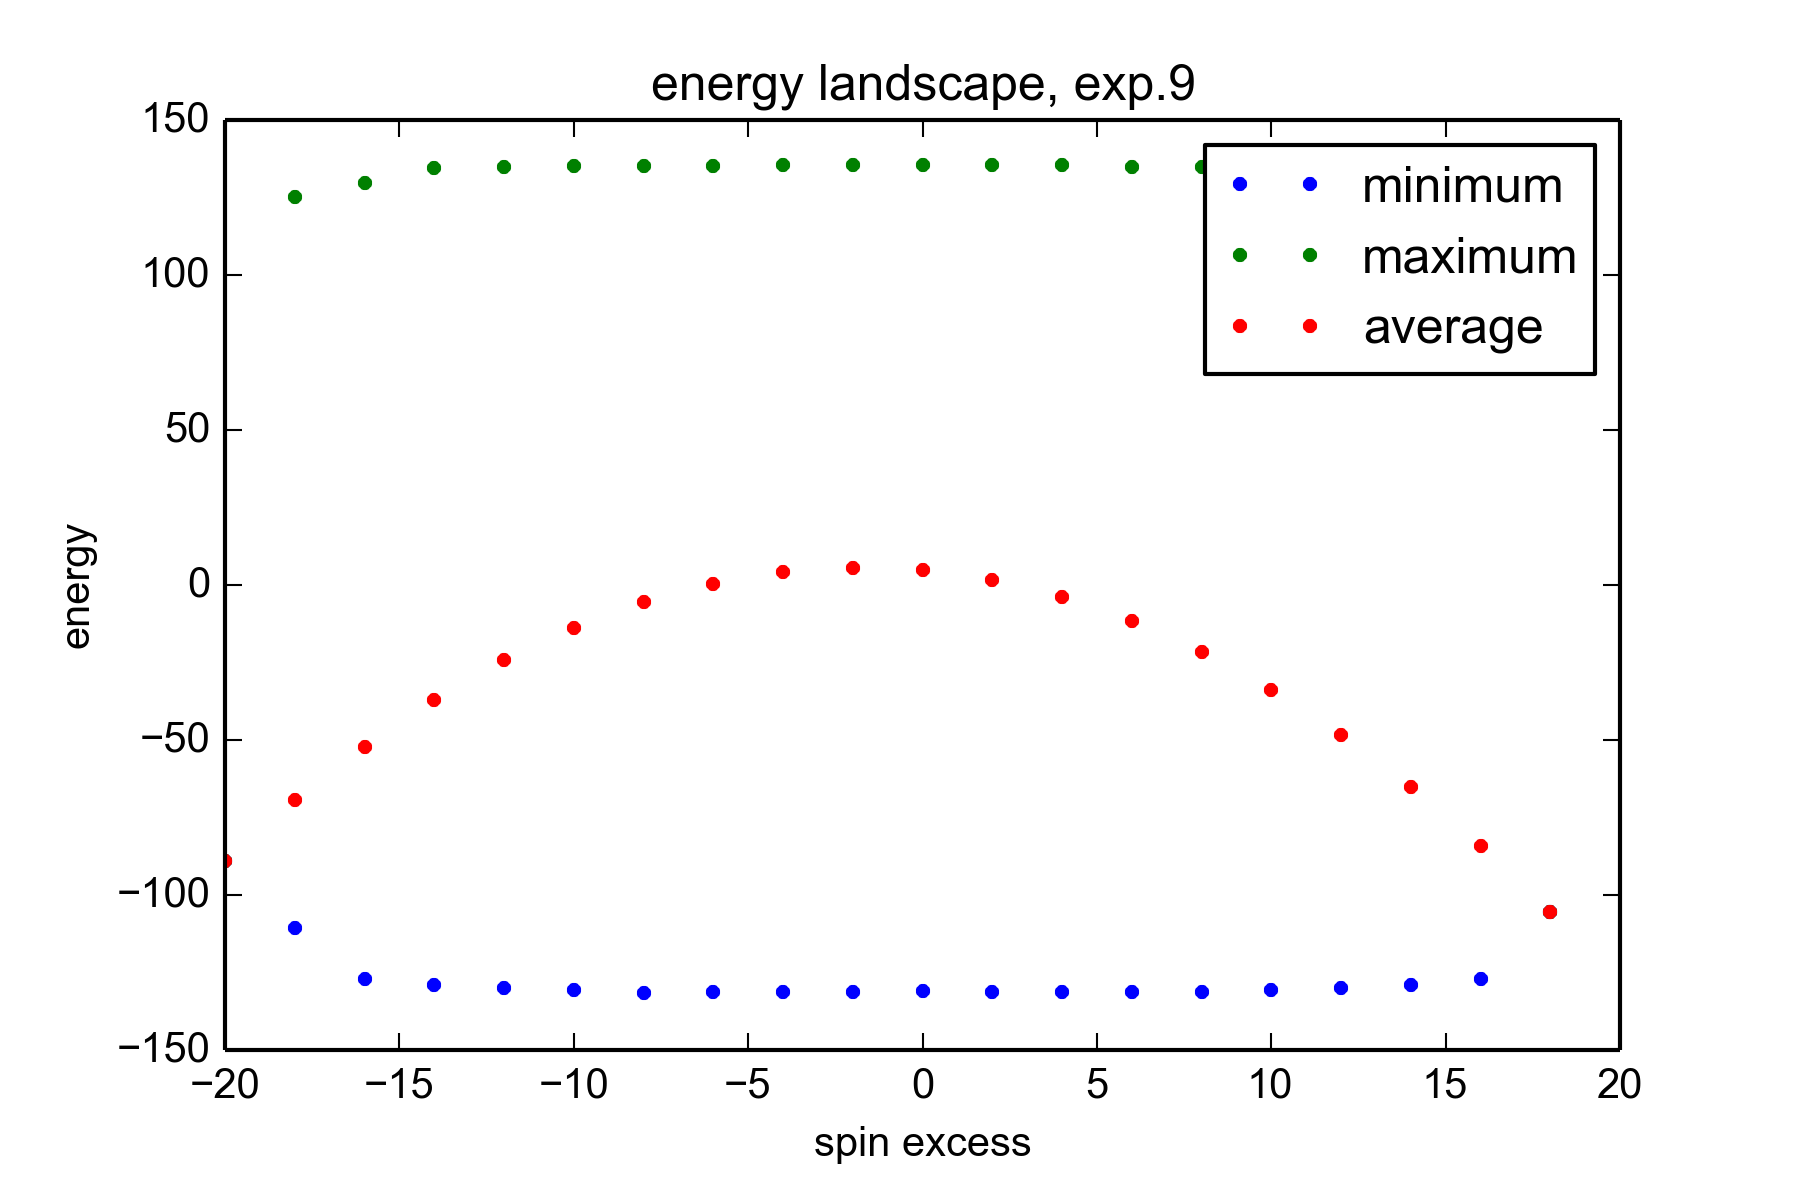 energy landscape, exp.9
150
100
50
0
−50
−100
−150
energy
minimum
maximum
average
−20 −15 −10 −5 0 5 10 15 20
spin excess